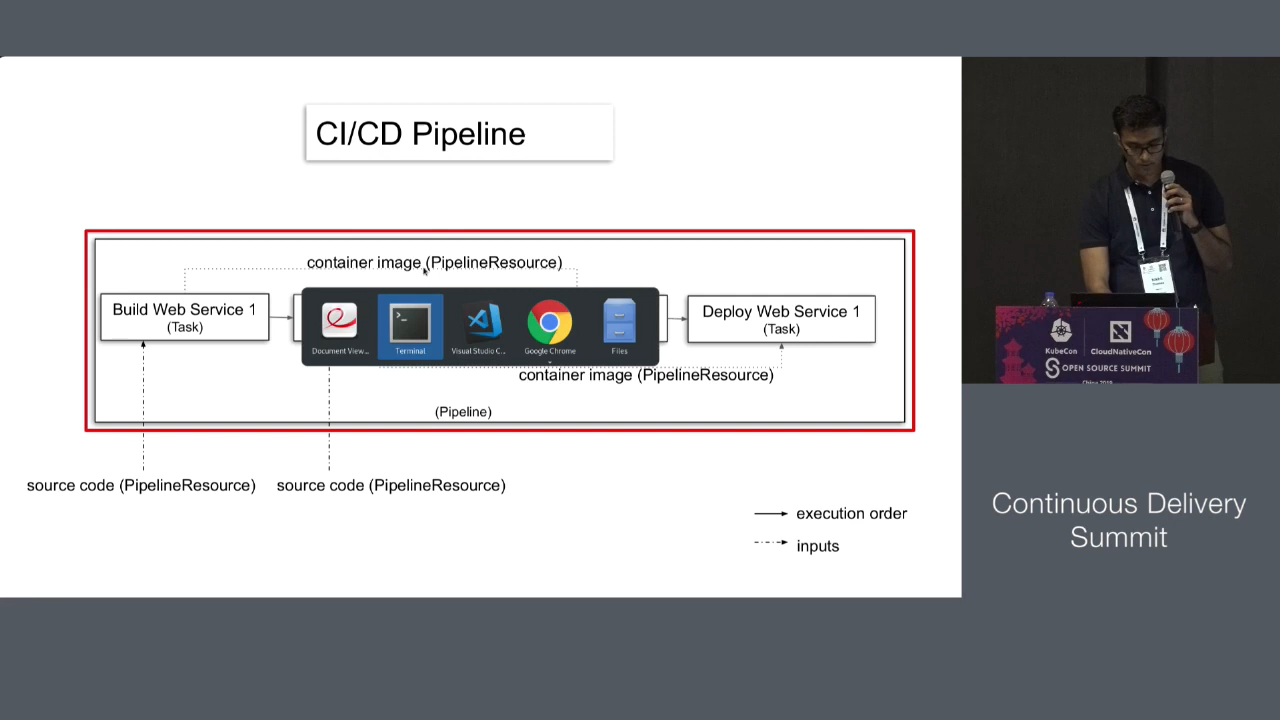 CI/CD Pipeline
container image (PipelineResource)
Build Web Service 1
(Task)
Deploy Web Service 1
(Task)
Document View...
Terminal
Visual Studio C...
Google Chrome
Files
container image (PipelineResource)
(Pipeline)
source code (PipelineResource)
source code (PipelineResource)
execution order
inputs
KubeCon
CloudNativeCon
OPEN SOURCE SUMMIT
China 2019
Continuous Delivery
Summit